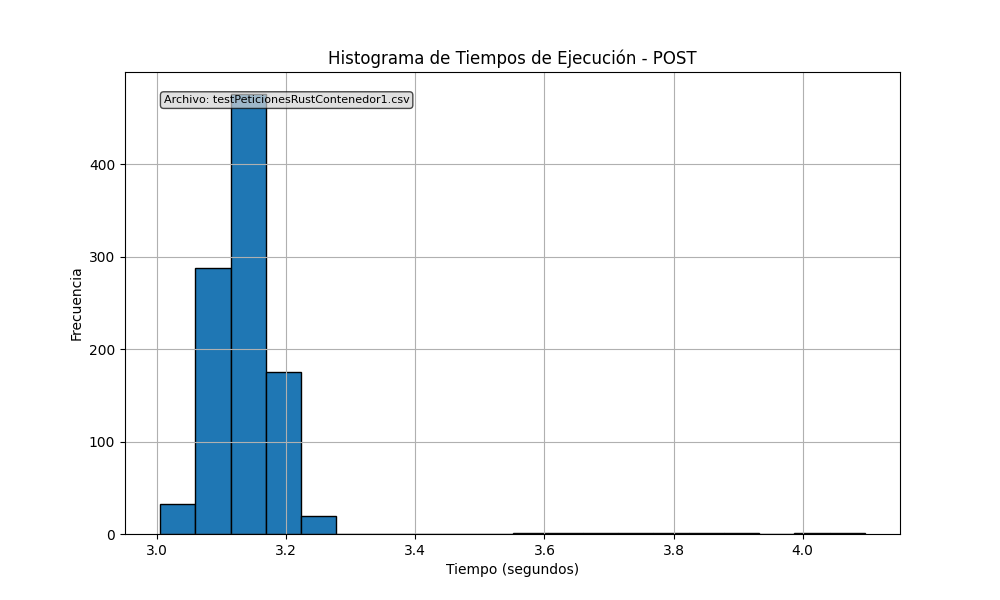 Histograma de Tiempos de Ejecución - POST
Archivo: testPeticionesRustContenedor1.csv
Frecuencia
400
300
200
100
0
3.0 3.2 3.4 3.6 3.8 4.0
Tiempo (segundos)